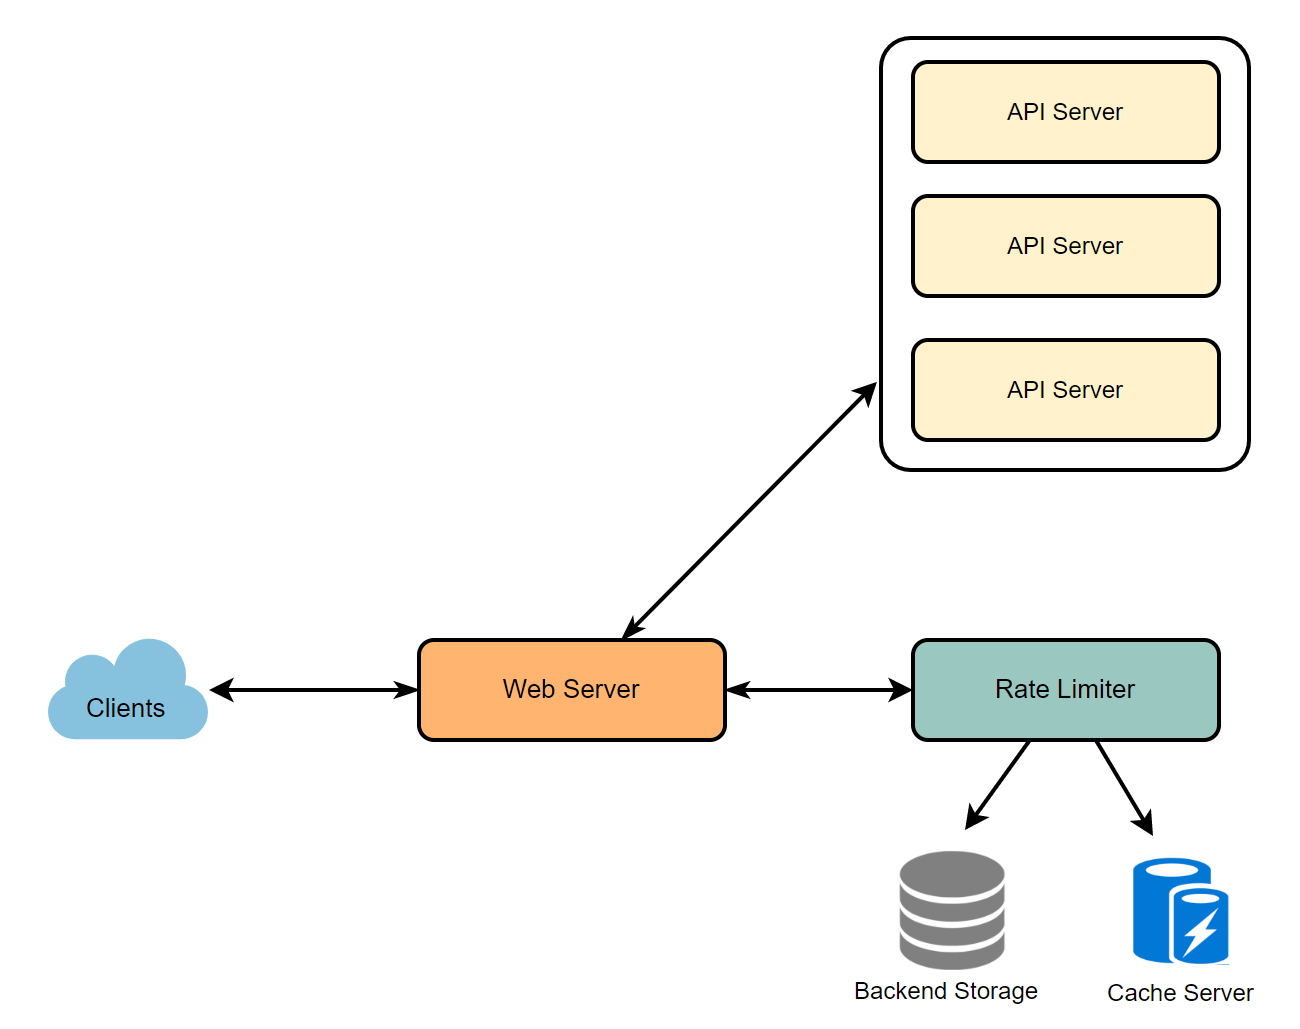 API Server
API Server
API Server
Clients
Web Server
Rate Limiter
Backend Storage
Cache Server